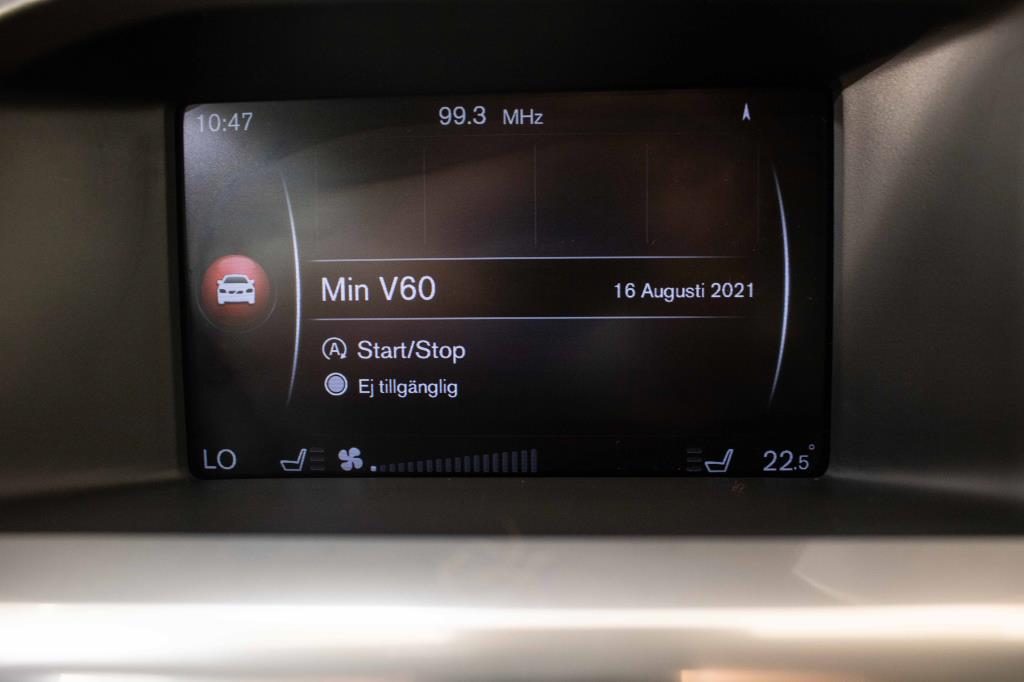 10:47 99.3 MHz
Min V60 16 Augusti 2021
A Start/Stop
Ej tillgänglig
LO 22.5°